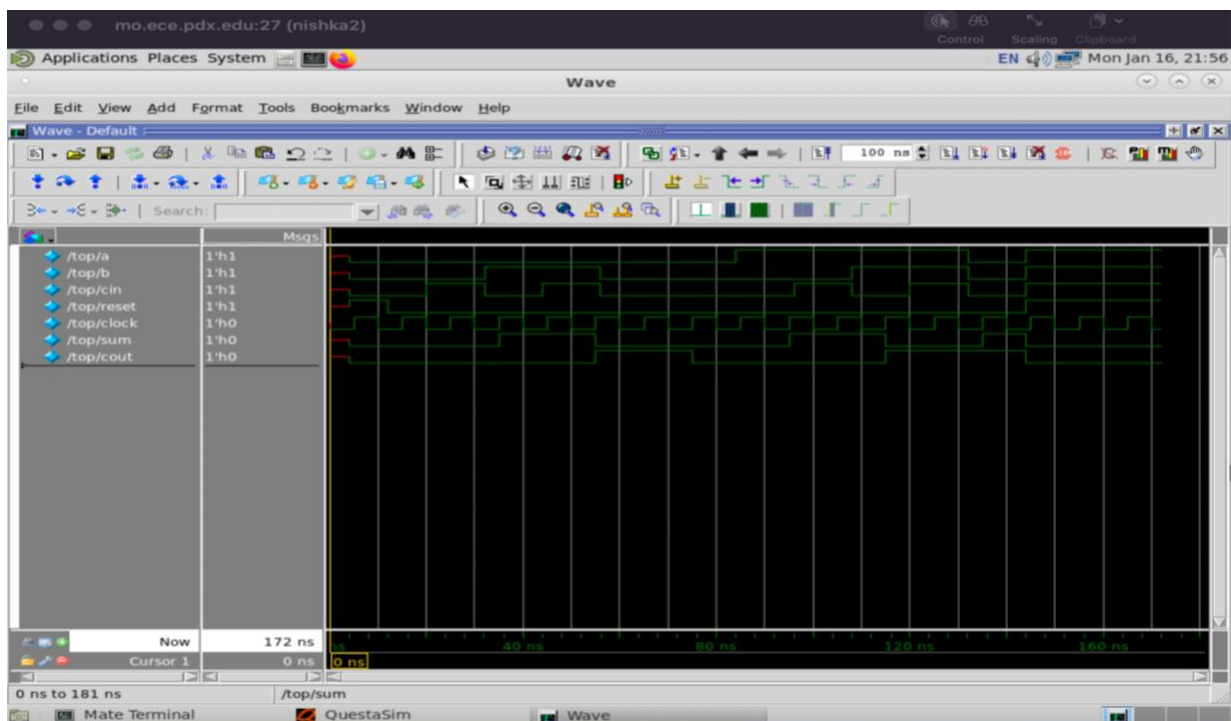 mo.ece.pdx.edu:27 (nishka2)
Control Scaling Clipboard
Applications Places System EN Mon Jan 16, 21:56
Wave
File Edit View Add Format Tools Bookmarks Window Help
Wave - Default
100 ns
Search:
Msgs
/top/a 1'h1
/top/b 1'h1
/top/cin 1'h1
/top/reset 1'h1
/top/clock 1'h0
/top/sum 1'h0
/top/cout 1'h0
Now 172 ns ns 40 ns 80 ns 120 ns 160 ns
Cursor 1 0 ns 0 ns
0 ns to 181 ns /top/sum
Mate Terminal QuestaSim Wave